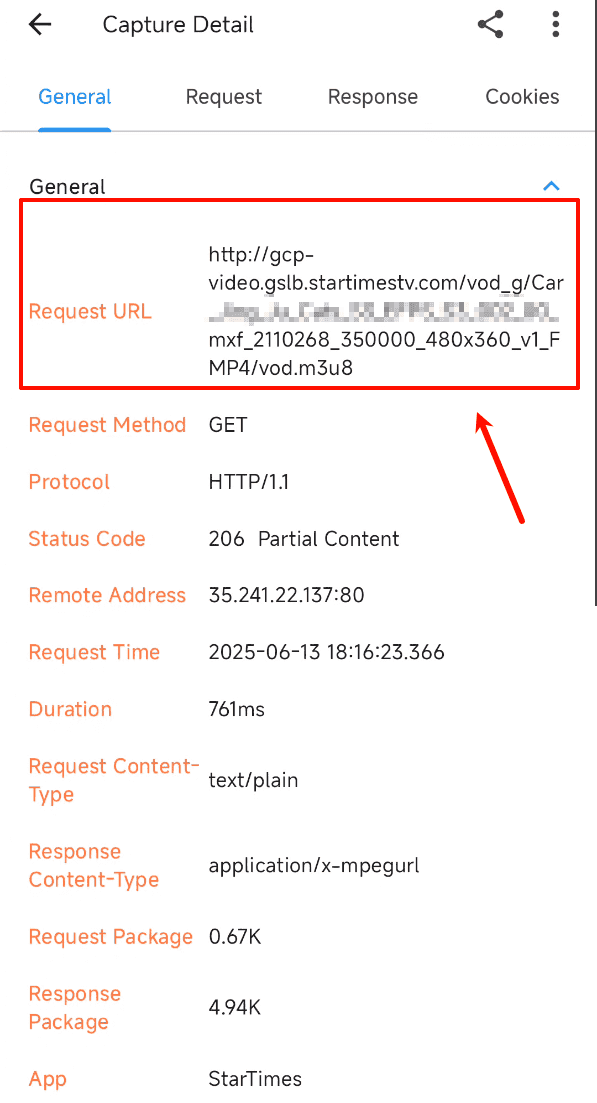 Capture Detail
General Request Response Cookies
General
Request URL
http://gcp-
video.gslb.startimestv.com/vod_g/Car
mxf_2110268_350000_480x360_v1_F
MP4/vod.m3u8
Request Method GET
Protocol HTTP/1.1
Status Code 206 Partial Content
Remote Address 35.241.22.137:80
Request Time 2025-06-13 18:16:23.366
Duration 761ms
Request Content-
Type
text/plain
Response
Content-Type
application/x-mpegurl
Request Package 0.67K
Response
Package
4.94K
App StarTimes